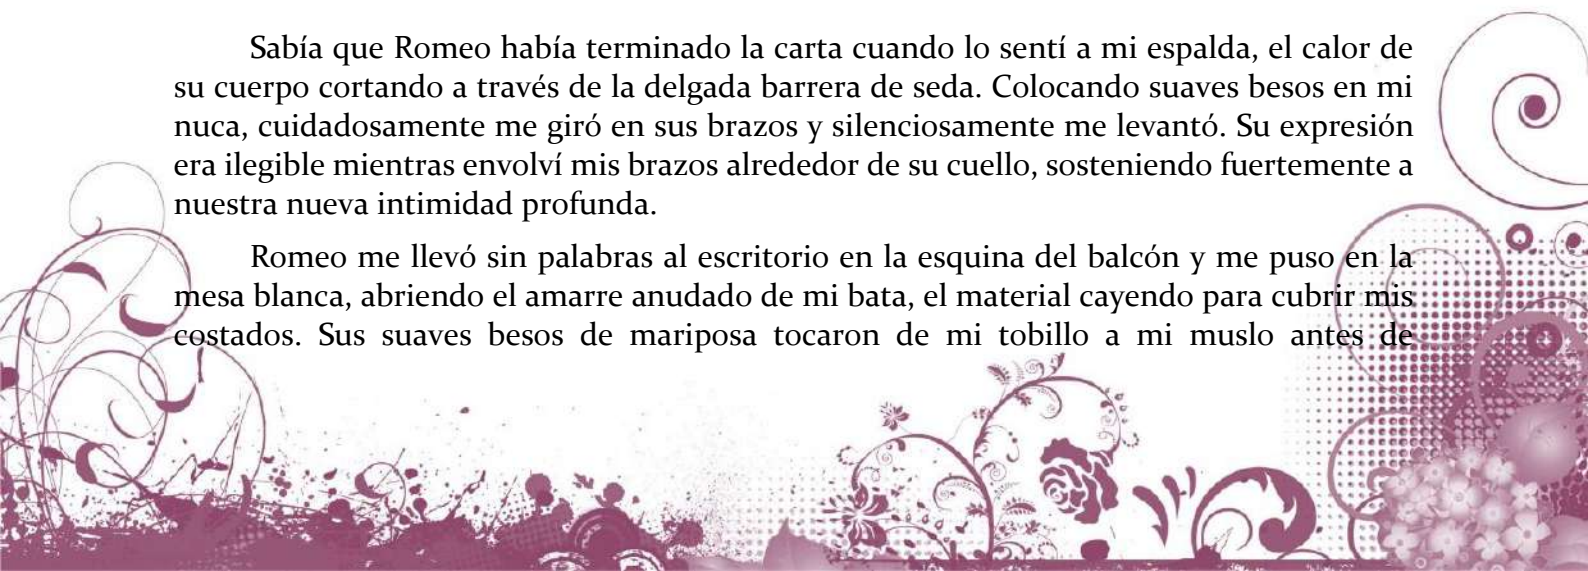 Sabía que Romeo había terminado la carta cuando lo sentí a mi espalda, el calor de
su cuerpo cortando a través de la delgada barrera de seda. Colocando suaves besos en mi
nuca, cuidadosamente me giró en sus brazos y silenciosamente me levantó. Su expresión
era ilegible mientras envolví mis brazos alrededor de su cuello, sosteniendo fuertemente a
nuestra nueva intimidad profunda.
Romeo me llevó sin palabras al escritorio en la esquina del balcón y me puso en la
mesa blanca, abriendo el amarre anudado de mi bata, el material cayendo para cubrir mis
costados. Sus suaves besos de mariposa tocaron de mi tobillo a mi muslo antes de